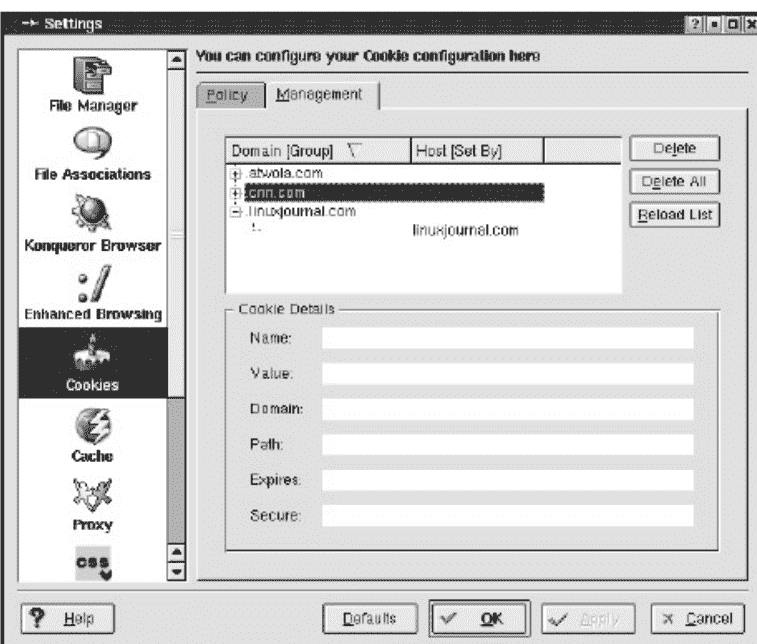 Settings
You can configure your Cookie configuration here
File Manager
File Associations
Konqueror Browser
Enhanced Browsing
Cookies
Cache
Proxy
css
Policy
Management
Domain [Group] Host [Set By]
.atwola.com
.cnn.com
.linuxjournal.com
linuxjournal.com
Delete
Delete All
Reload List
Cookie Details
Name:
Value:
Domain:
Path:
Expires:
Secure:
? Help
Defaults
OK
Apply
Cancel